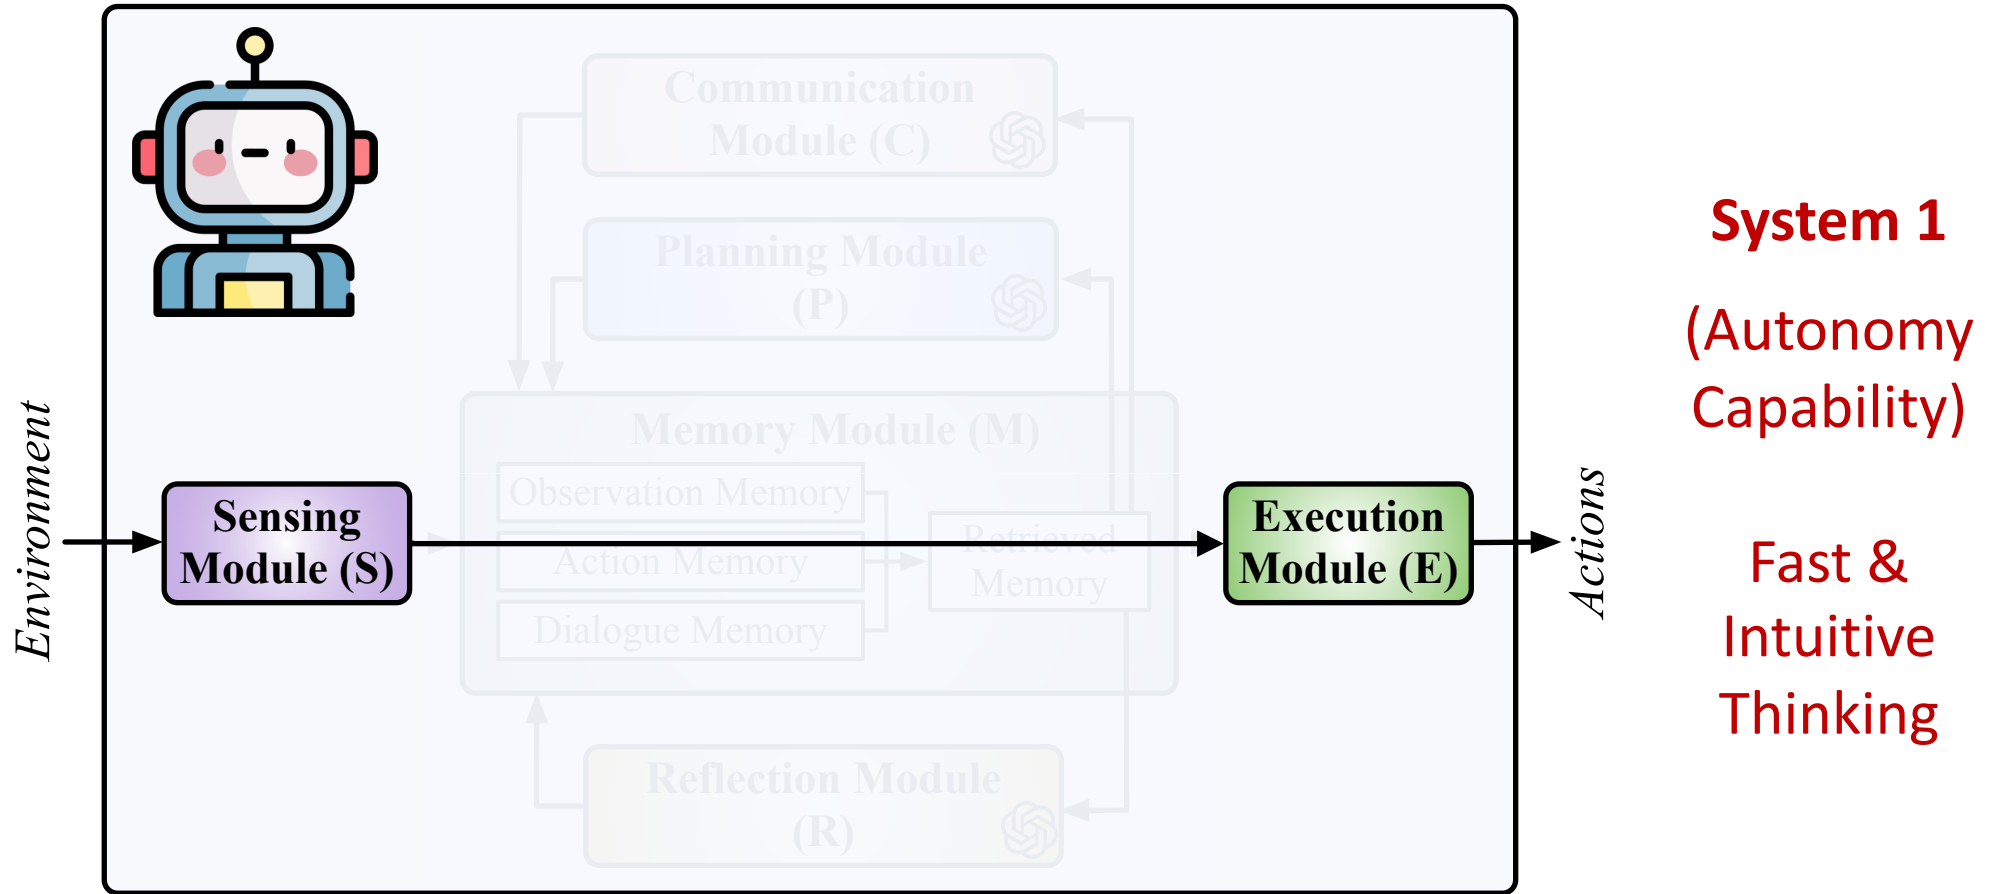 Communication
Module (C)
Planning Module
(P)
Memory Module (M)
Observation Memory
Action Memory
Dialogue Memory
Retrieved
Memory
Reflection Module
(R)
Environment
Sensing
Module (S)
Execution
Module (E)
Actions
System 1
(Autonomy
Capability)
Fast &
Intuitive
Thinking